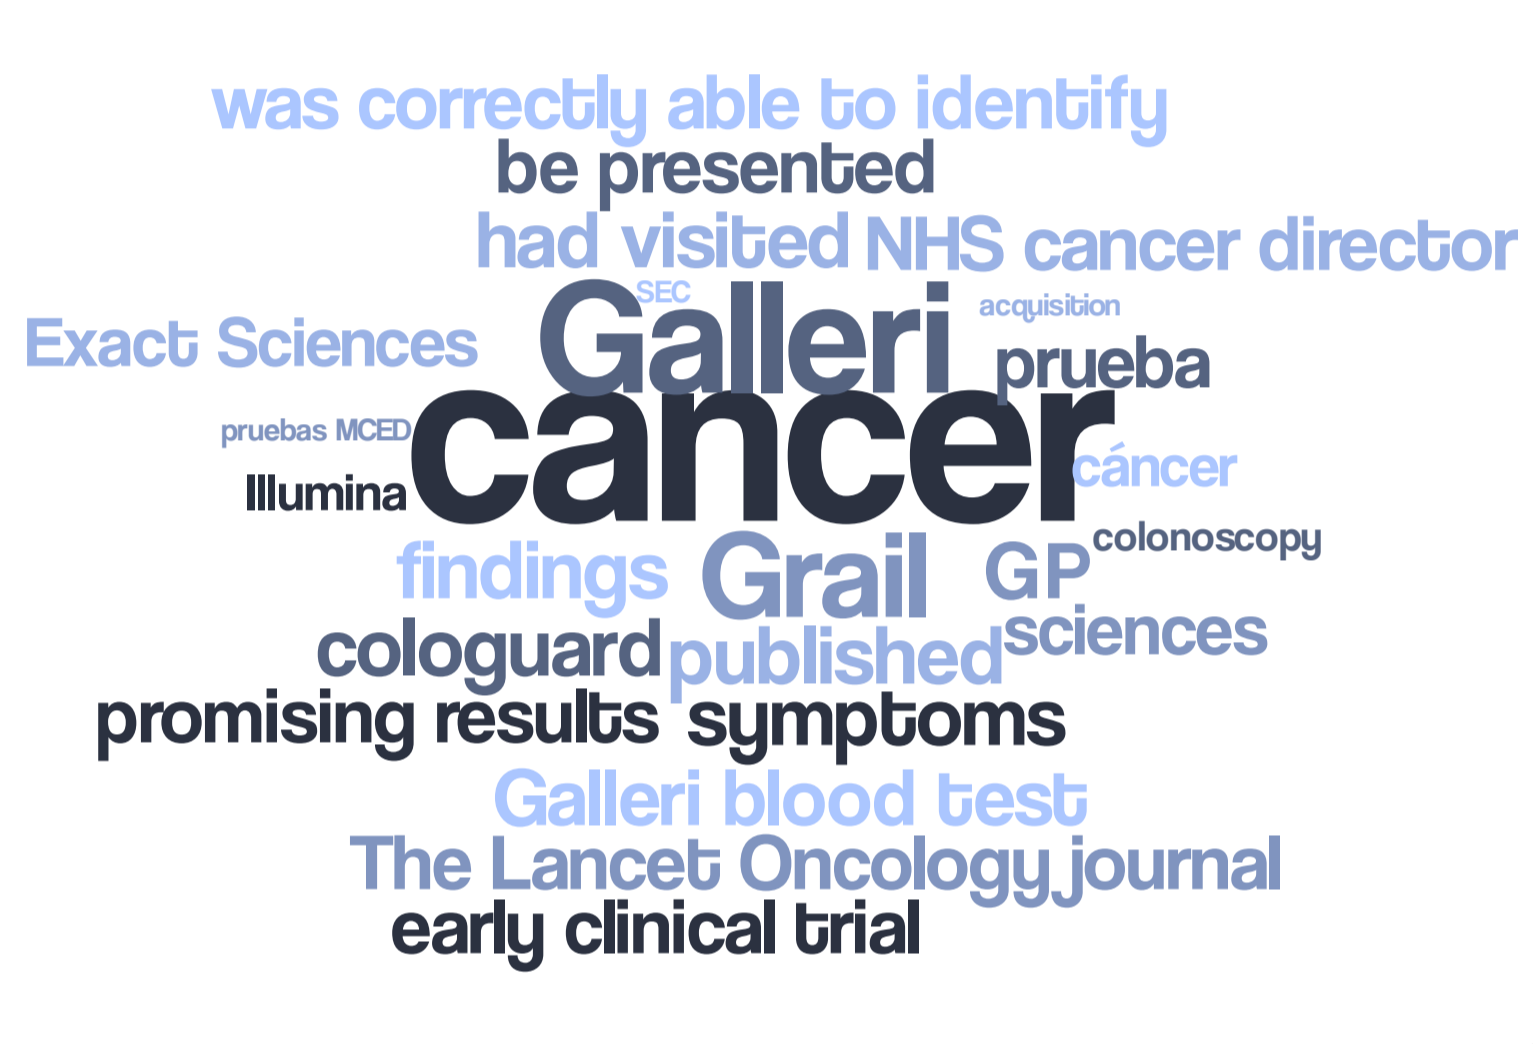 was correctly able to identify
be presented
had visited NHS cancer director
SEC
Galleri
acquisition
Exact Sciences
prueba
cancer
pruebas MCED
cáncer
Illumina
colonoscopy
findings
Grail
GP
sciences
cologuard
published
promising results
symptoms
Galleri blood test
The Lancet Oncology journal
early clinical trial